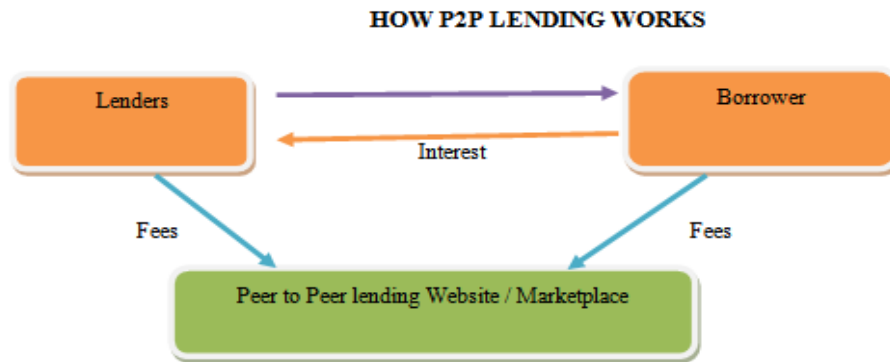 HOW P2P LENDING WORKS
Lenders
Borrower
Interest
Fees
Fees
Peer to Peer lending Website / Marketplace